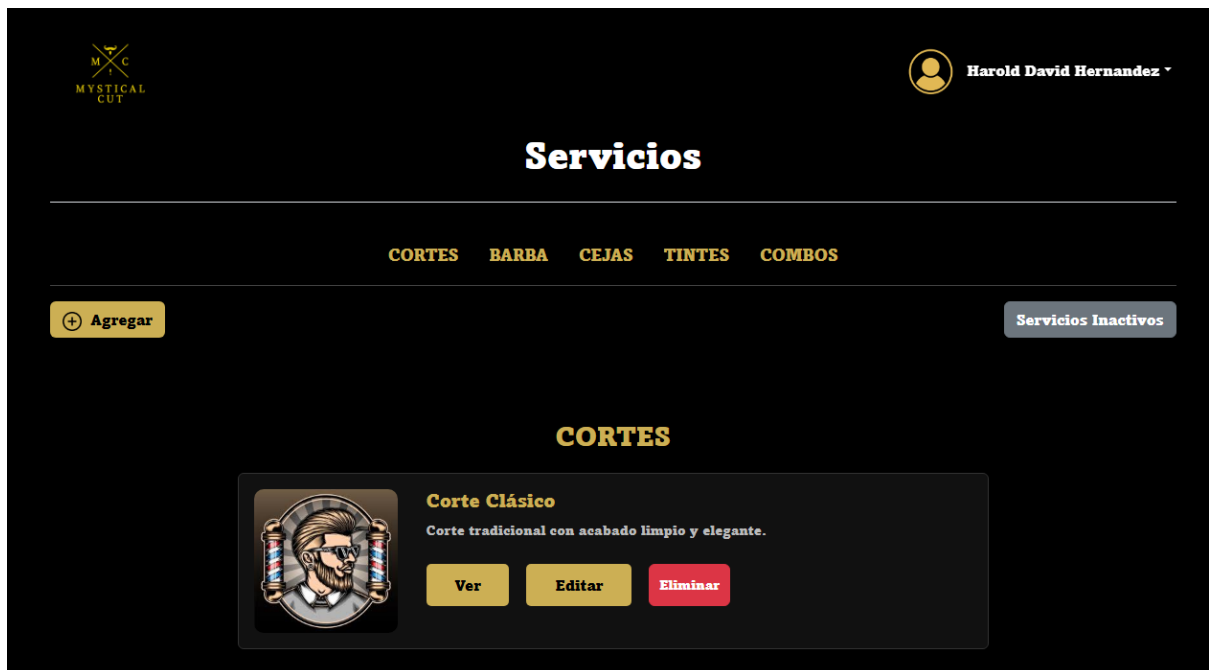 M C
MYSTICAL
CUT
Harold David Hernandez
Servicios
CORTES BARBA CEJAS TINTES COMBOS
Agregar
Servicios Inactivos
CORTES
Corte Clásico
Corte tradicional con acabado limpio y elegante.
Ver Editar Eliminar